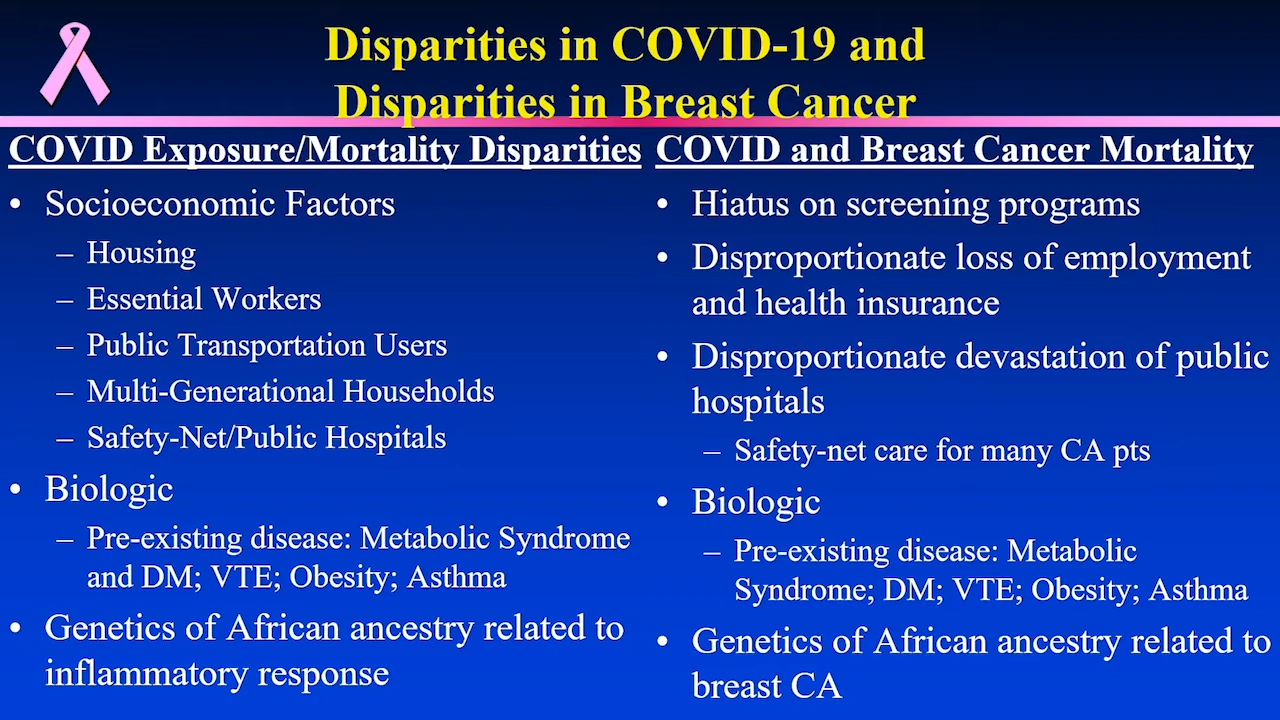 Disparities in COVID-19 and
Disparities in Breast Cancer
COVID Exposure/Mortality Disparities
• Socioeconomic Factors
– Housing
– Essential Workers
– Public Transportation Users
– Multi-Generational Households
– Safety-Net/Public Hospitals
• Biologic
– Pre-existing disease: Metabolic Syndrome
and DM; VTE; Obesity; Asthma
• Genetics of African ancestry related to
inflammatory response
COVID and Breast Cancer Mortality
• Hiatus on screening programs
• Disproportionate loss of employment
and health insurance
• Disproportionate devastation of public
hospitals
– Safety-net care for many CA pts
• Biologic
– Pre-existing disease: Metabolic
Syndrome; DM; VTE; Obesity; Asthma
• Genetics of African ancestry related to
breast CA